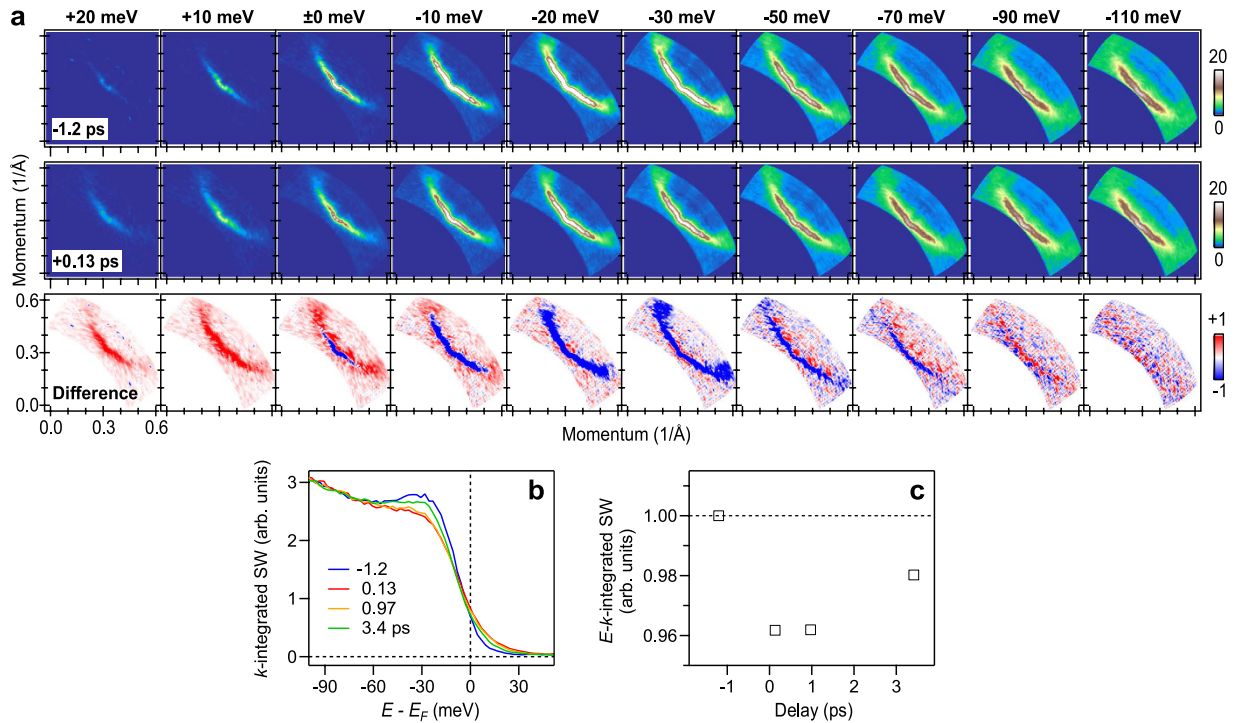 a
+20 meV +10 meV ±0 meV -10 meV -20 meV -30 meV -50 meV -70 meV -90 meV -110 meV
-1.2 ps
20
0
+0.13 ps
20
0
Momentum (1/Å)
0.6
0.3
0.0
Difference
+1
-1
0.0 0.3 0.6
Momentum (1/Å)
b
k-integrated SW (arb. units)
3
2
1
0
-1.2
0.13
0.97
3.4 ps
-90 -60 -30 0 30
E - EF (meV)
c
E-k-integrated SW
(arb. units)
1.00
0.98
0.96
-1 0 1 2 3
Delay (ps)